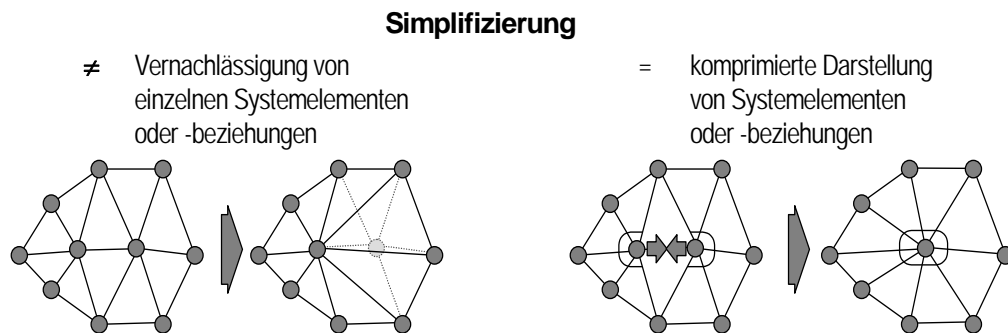 Simplifizierung
≠ Vernachlässigung von
einzelnen Systemelementen
oder -beziehungen
= komprimierte Darstellung
von Systemelementen
oder -beziehungen